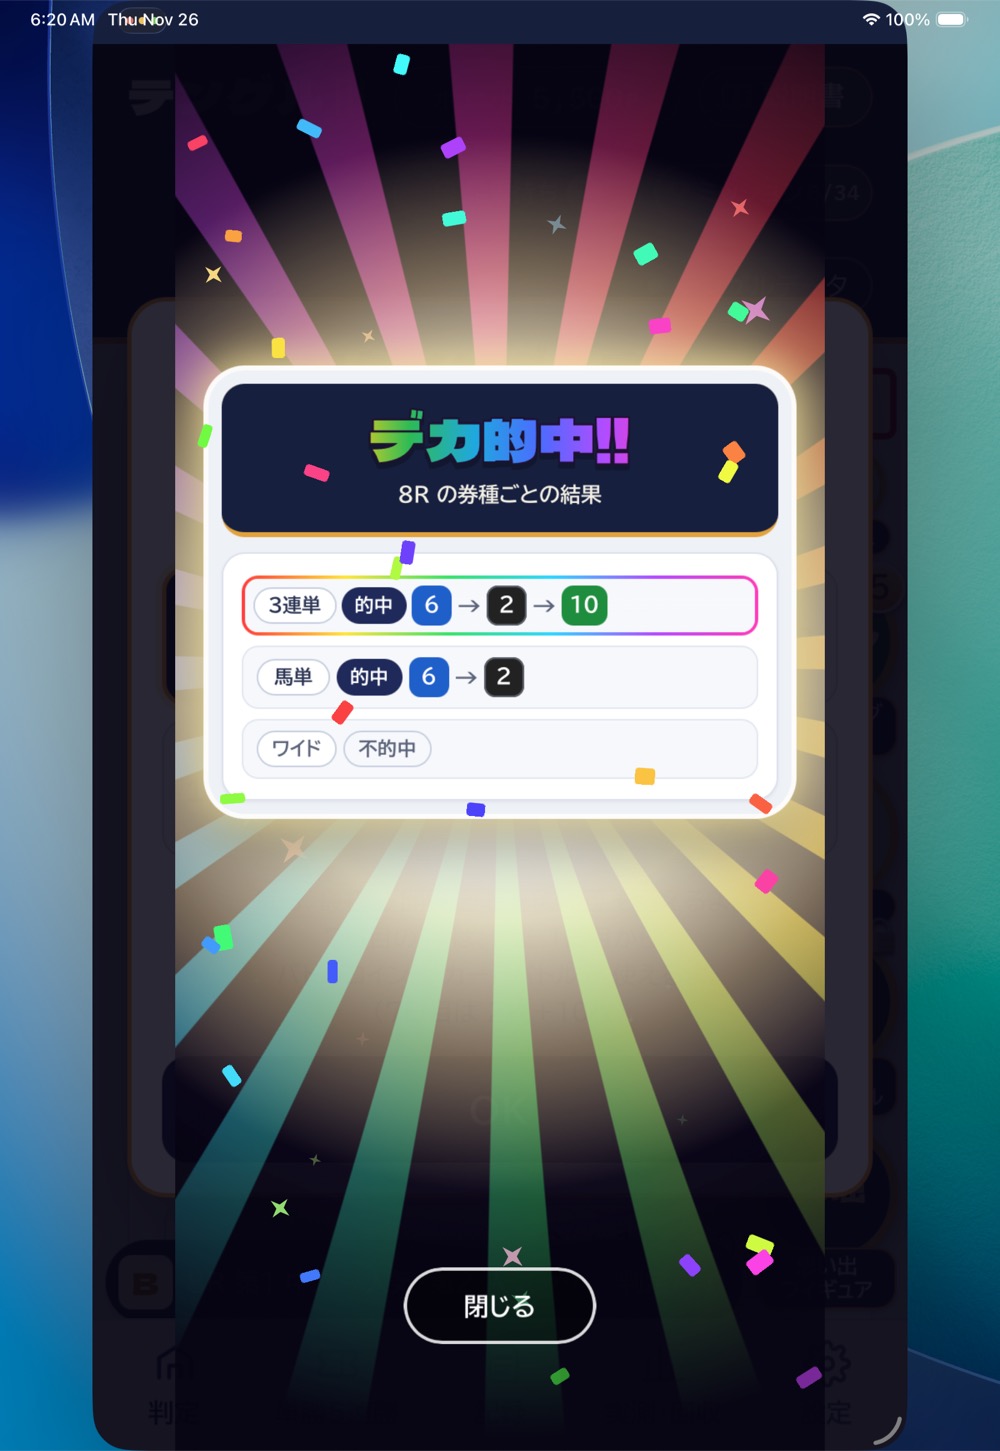 6:20 AM Thu Nov 26
100%
デカ的中!!
8R の券種ごとの結果
3連単 的中 6 → 2 → 10
馬単 的中 6 → 2
ワイド 不的中
閉じる